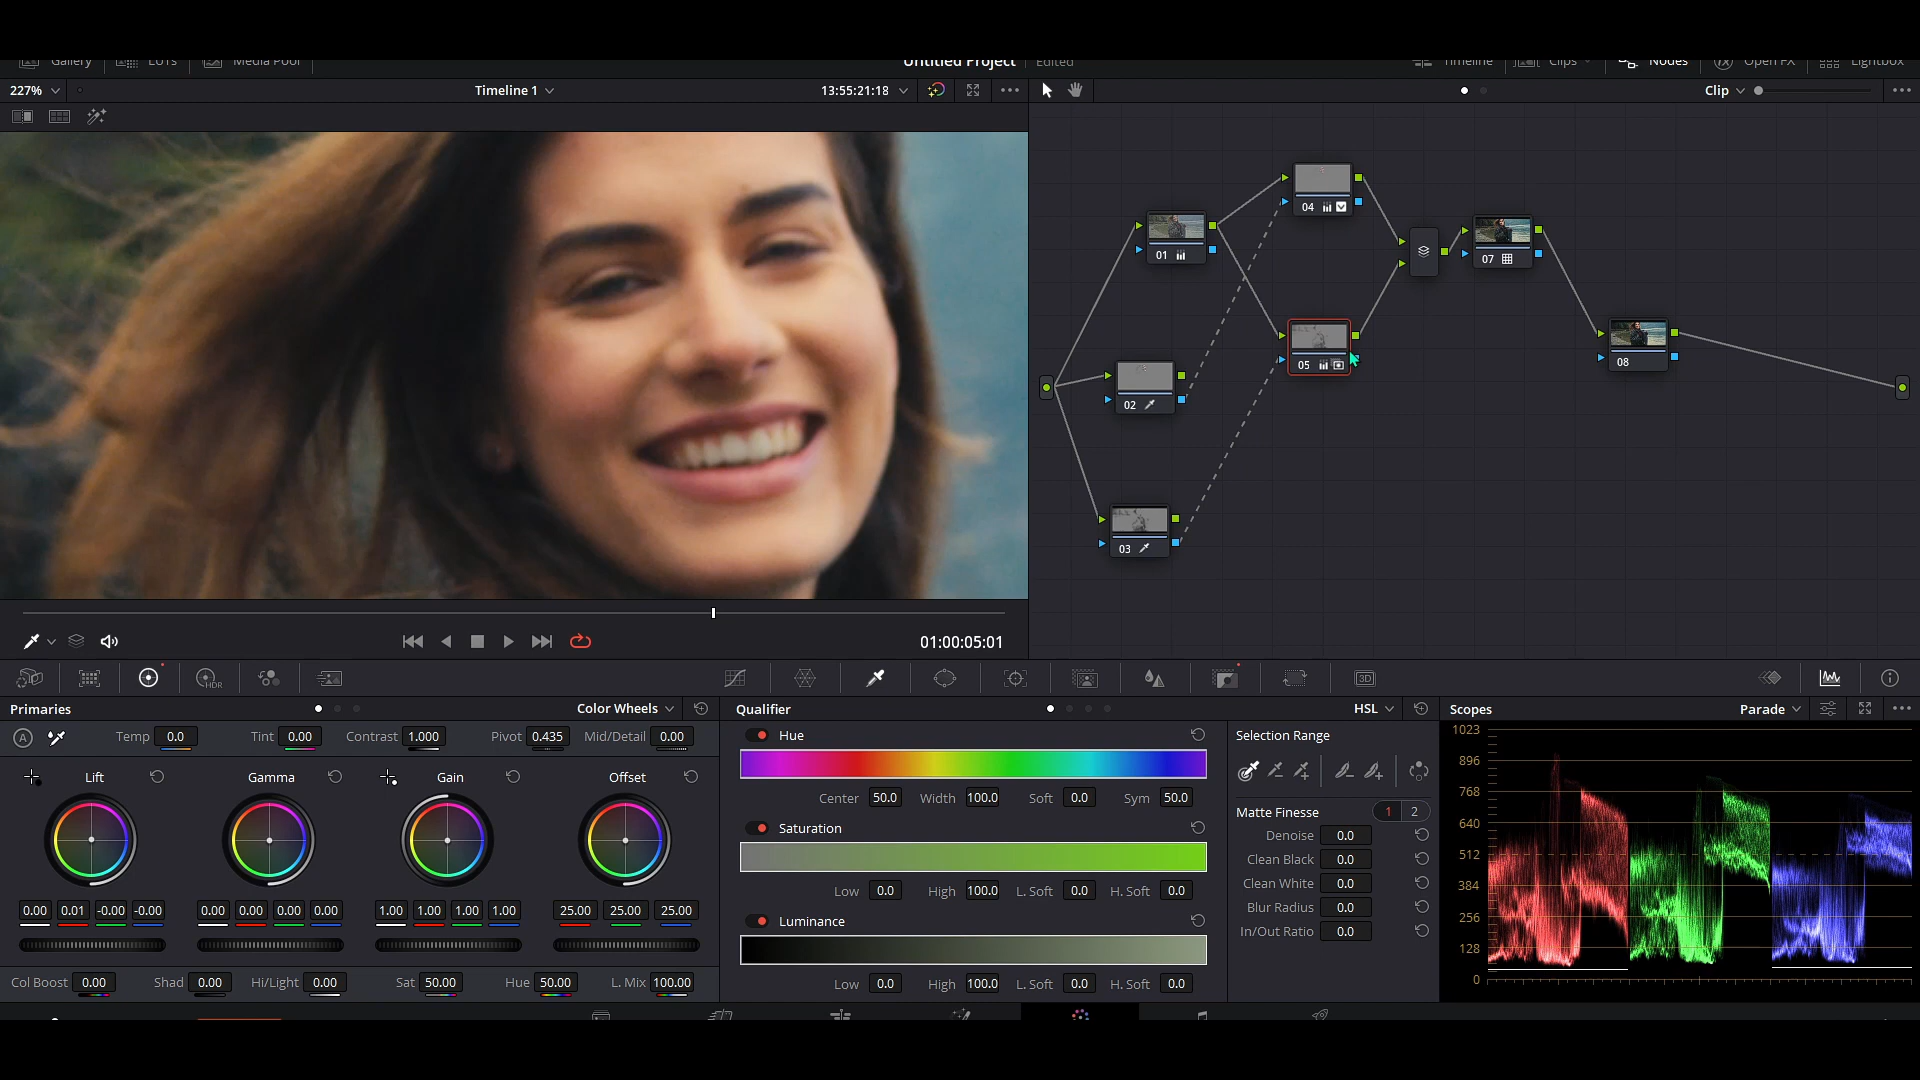 Gallery LUTs Media Pool Untitled Project Edited Timeline Clips Nodes Open FX Lightbox
227% Timeline 1 13:55:21:18 Clip
04
01
07
05
08
02
03
01:00:05:01
HDR 3D
Primaries Color Wheels Qualifier HSL Scopes Parade
A Temp 0.0 Tint 0.00 Contrast 1.000 Pivot 0.435 Mid/Detail 0.00
Hue
Selection Range
Lift Gamma Gain Offset
Center 50.0 Width 100.0 Soft 0.0 Sym 50.0
Saturation
Matte Finesse 1 2
Denoise 0.0
Clean Black 0.0
Clean White 0.0
Low 0.0 High 100.0 L. Soft 0.0 H. Soft 0.0
Blur Radius 0.0
0.00 0.01 -0.00 -0.00 0.00 0.00 0.00 0.00 1.00 1.00 1.00 1.00 25.00 25.00 25.00
Luminance
In/Out Ratio 0.0
Col Boost 0.00 Shad 0.00 Hi/Light 0.00 Sat 50.00 Hue 50.00 L. Mix 100.00
Low 0.0 High 100.0 L. Soft 0.0 H. Soft 0.0
1023
896
768
640
512
384
256
128
0